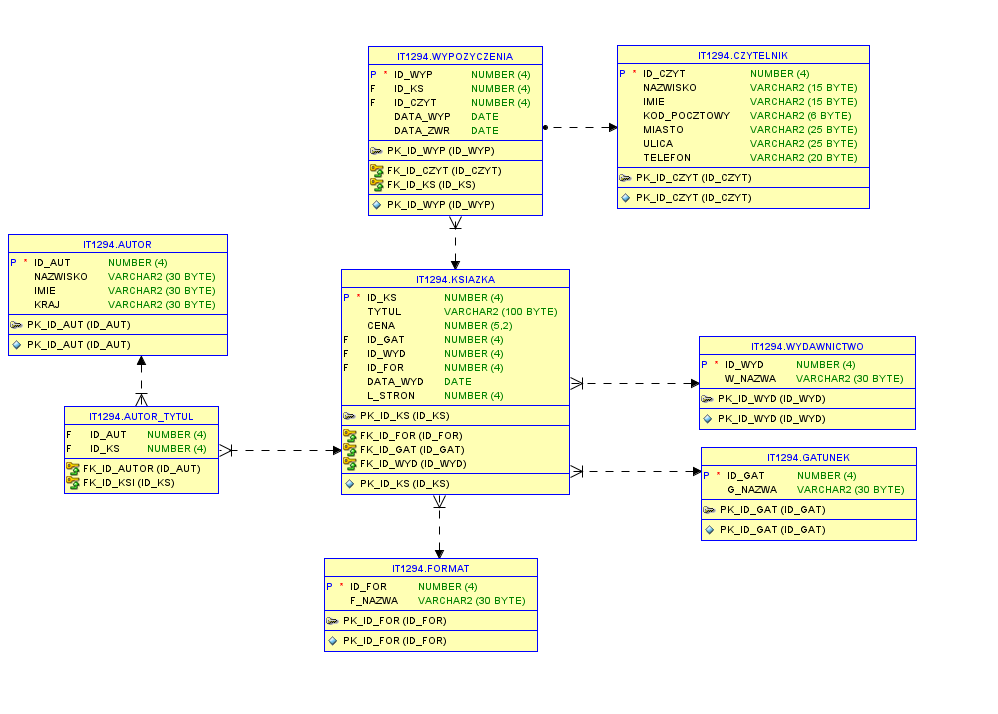 IT1294.WYPOZYCZENIA
P * ID_WYP NUMBER (4)
F ID_KS NUMBER (4)
F ID_CZYT NUMBER (4)
DATA_WYP DATE
DATA_ZWR DATE
PK_ID_WYP (ID_WYP)
FK_ID_CZYT (ID_CZYT)
FK_ID_KS (ID_KS)
PK_ID_WYP (ID_WYP)
IT1294.CZYTELNIK
P * ID_CZYT NUMBER (4)
NAZWISKO VARCHAR2 (15 BYTE)
IMIE VARCHAR2 (15 BYTE)
KOD_POCZTOWY VARCHAR2 (6 BYTE)
MIASTO VARCHAR2 (25 BYTE)
ULICA VARCHAR2 (25 BYTE)
TELEFON VARCHAR2 (20 BYTE)
PK_ID_CZYT (ID_CZYT)
PK_ID_CZYT (ID_CZYT)
IT1294.AUTOR
P * ID_AUT NUMBER (4)
NAZWISKO VARCHAR2 (30 BYTE)
IMIE VARCHAR2 (30 BYTE)
KRAJ VARCHAR2 (30 BYTE)
PK_ID_AUT (ID_AUT)
PK_ID_AUT (ID_AUT)
IT1294.KSIAZKA
P * ID_KS NUMBER (4)
TYTUL VARCHAR2 (100 BYTE)
CENA NUMBER (5,2)
F ID_GAT NUMBER (4)
F ID_WYD NUMBER (4)
F ID_FOR NUMBER (4)
DATA_WYD DATE
L_STRON NUMBER (4)
PK_ID_KS (ID_KS)
FK_ID_FOR (ID_FOR)
FK_ID_GAT (ID_GAT)
FK_ID_WYD (ID_WYD)
PK_ID_KS (ID_KS)
IT1294.WYDAWNICTWO
P * ID_WYD NUMBER (4)
W_NAZWA VARCHAR2 (30 BYTE)
PK_ID_WYD (ID_WYD)
PK_ID_WYD (ID_WYD)
IT1294.AUTOR_TYTUL
F ID_AUT NUMBER (4)
F ID_KS NUMBER (4)
FK_ID_AUTOR (ID_AUT)
FK_ID_KSI (ID_KS)
IT1294.GATUNEK
P * ID_GAT NUMBER (4)
G_NAZWA VARCHAR2 (30 BYTE)
PK_ID_GAT (ID_GAT)
PK_ID_GAT (ID_GAT)
IT1294.FORMAT
P * ID_FOR NUMBER (4)
F_NAZWA VARCHAR2 (30 BYTE)
PK_ID_FOR (ID_FOR)
PK_ID_FOR (ID_FOR)